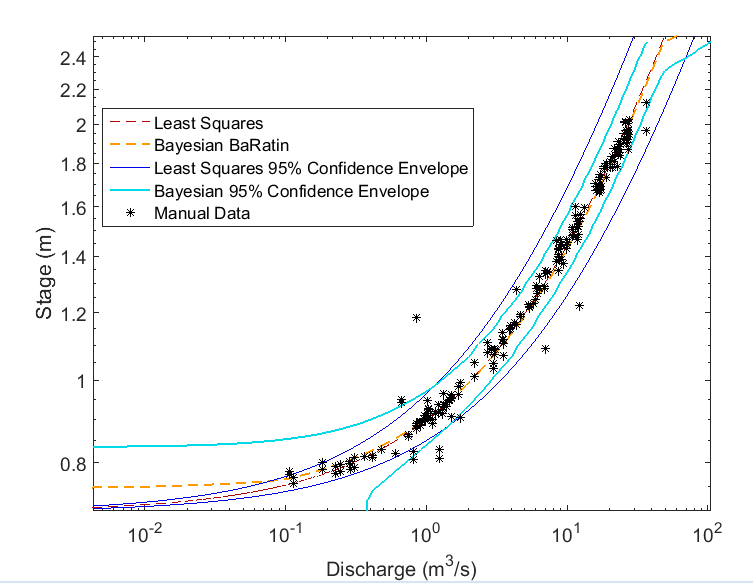 2.4
2.2
2
1.8
1.6
1.4
1.2
1
0.8
Stage (m)
Least Squares
Bayesian BaRatin
Least Squares 95% Confidence Envelope
Bayesian 95% Confidence Envelope
Manual Data
10⁻² 10⁻¹ 10⁰ 10¹ 10²
Discharge (m³/s)